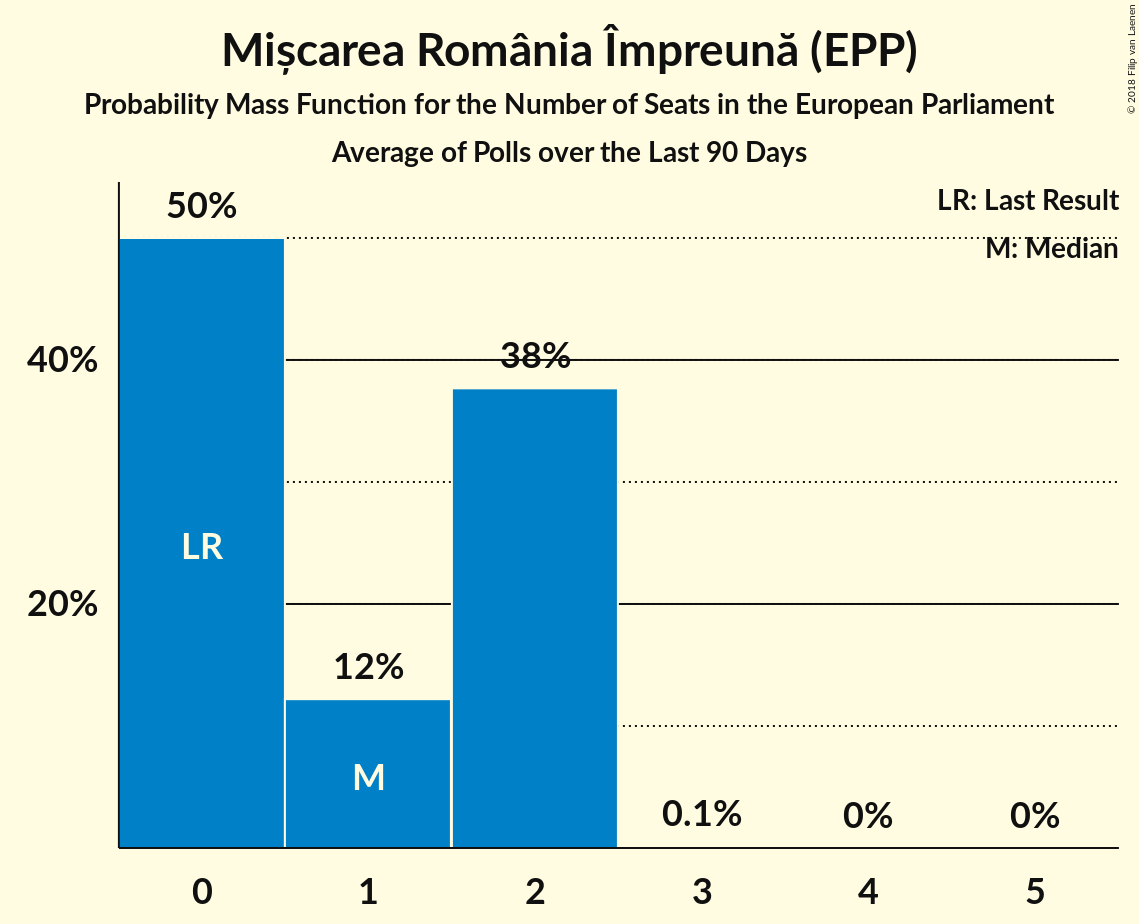 Mișcarea România Împreună (EPP)
Probability Mass Function for the Number of Seats in the European Parliament
Average of Polls over the Last 90 Days
© 2018 Filip van Laenen
LR: Last Result
M: Median
50%
40%
38%
LR
20%
12%
M
0.1%
0%
0%
0 1 2 3 4 5